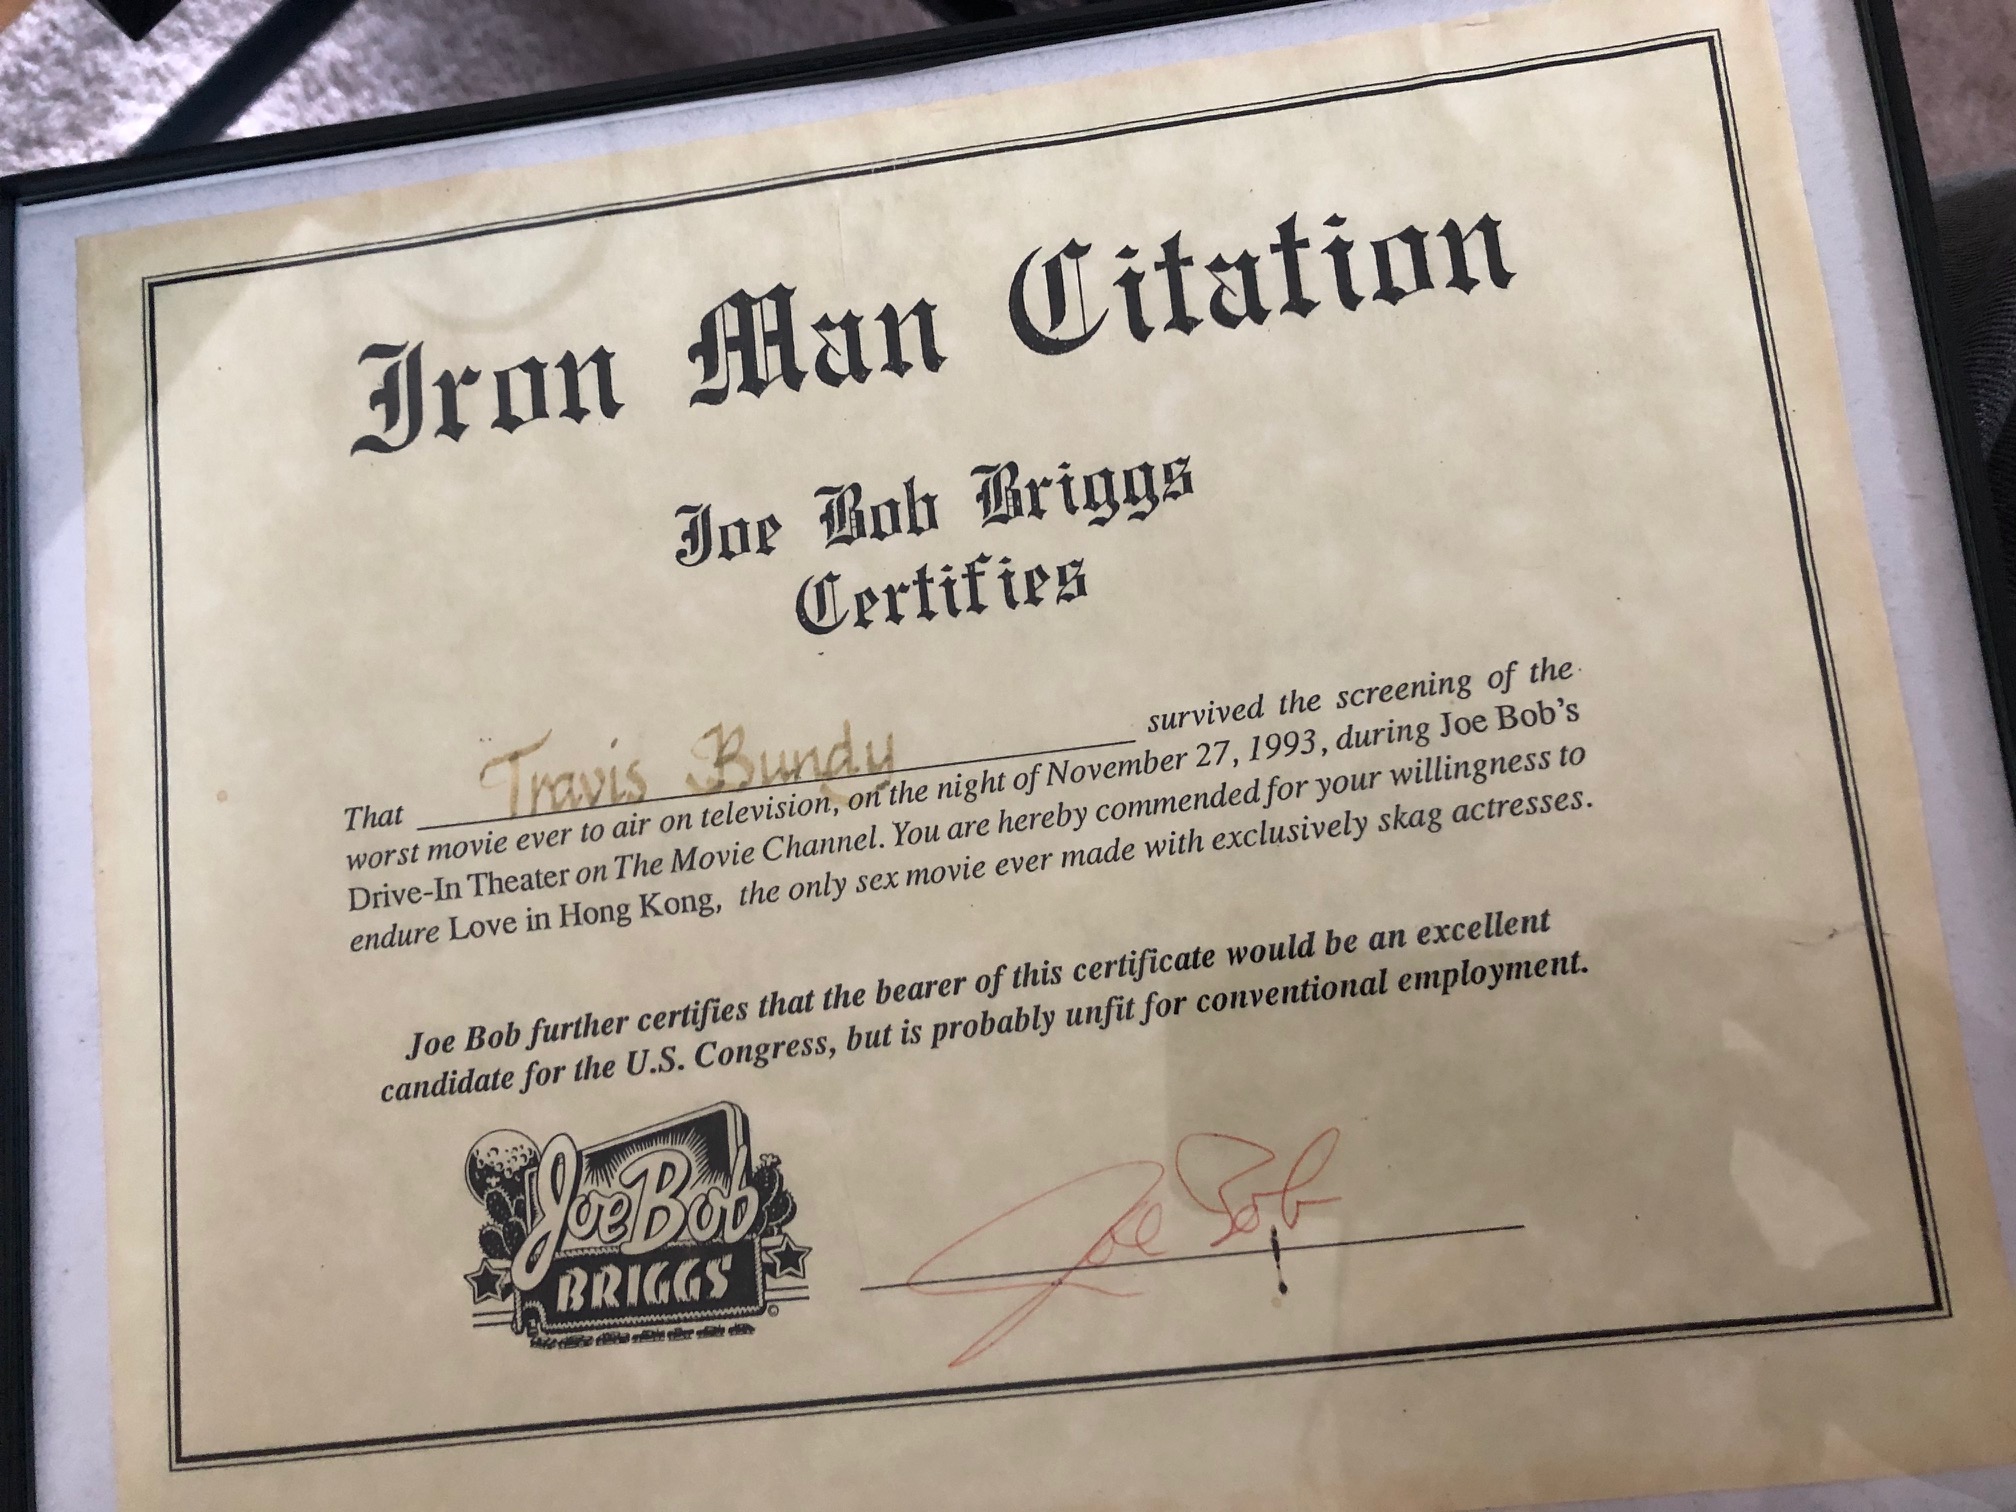 Iron Man Citation
Joe Bob Briggs
Certifies
That Travis Bundy survived the screening of the
worst movie ever to air on television, on the night of November 27, 1993, during Joe Bob's
Drive-In Theater on The Movie Channel. You are hereby commended for your willingness to
endure Love in Hong Kong, the only sex movie ever made with exclusively skag actresses.
Joe Bob further certifies that the bearer of this certificate would be an excellent
candidate for the U.S. Congress, but is probably unfit for conventional employment.
Joe Bob
BRIGGS
©
Joe Bob